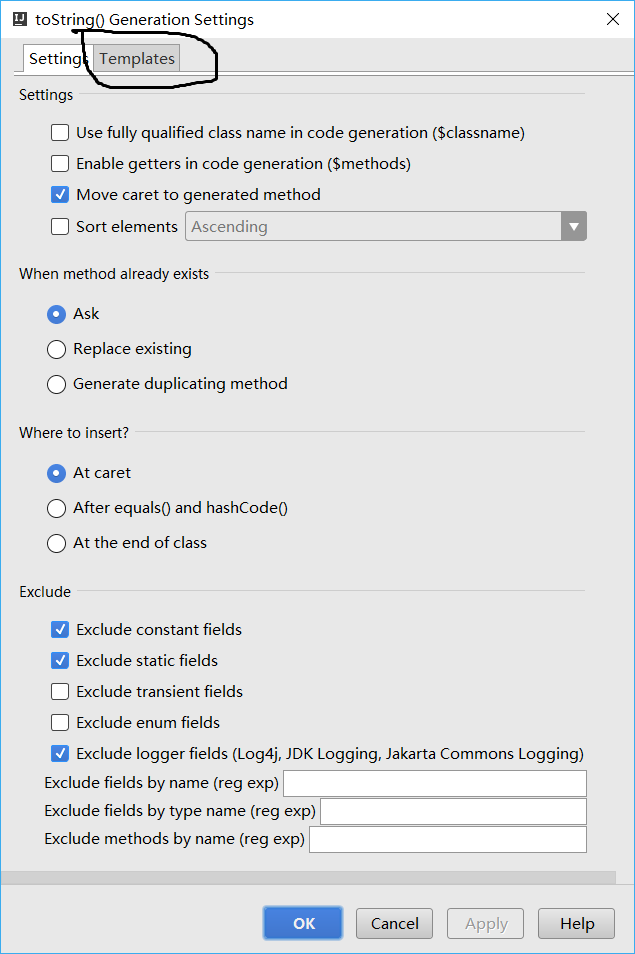 IJ toString() Generation Settings
Settings Templates
Settings
Use fully qualified class name in code generation ($classname)
Enable getters in code generation ($methods)
Move caret to generated method
Sort elements Ascending
When method already exists
Ask
Replace existing
Generate duplicating method
Where to insert?
At caret
After equals() and hashCode()
At the end of class
Exclude
Exclude constant fields
Exclude static fields
Exclude transient fields
Exclude enum fields
Exclude logger fields (Log4j, JDK Logging, Jakarta Commons Logging)
Exclude fields by name (reg exp)
Exclude fields by type name (reg exp)
Exclude methods by name (reg exp)
OK Cancel Apply Help